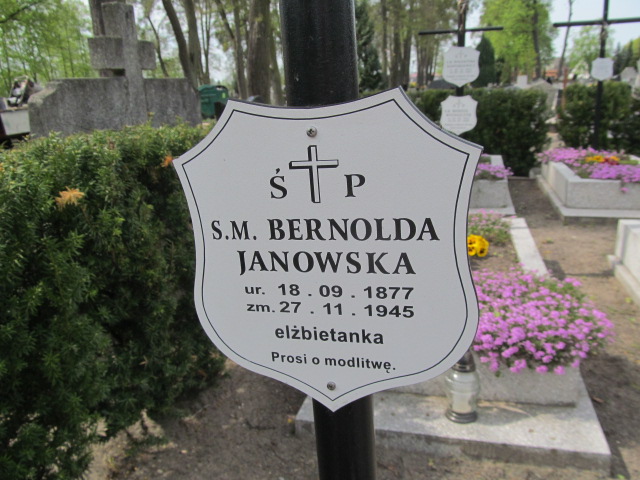 Ś P
S.M. BERNOLDA
JANOWSKA
ur. 18 . 09 . 1877
zm. 27 . 11 . 1945
elżbietanka
Prosi o modlitwę.